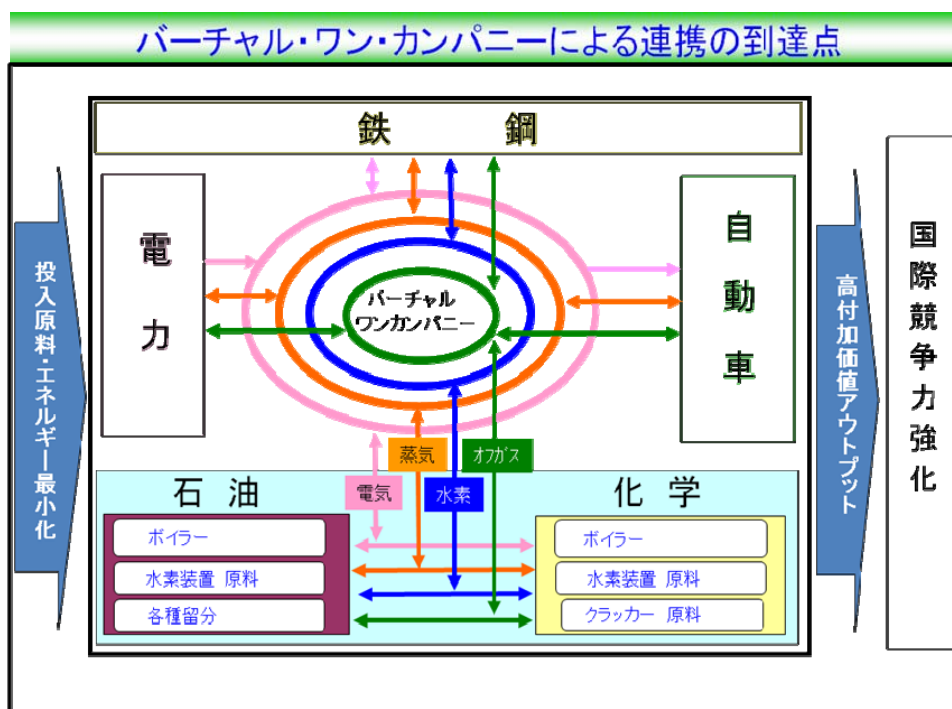 バーチャル・ワン・カンパニーによる連携の到達点
鉄　鋼
電力
自動車
バーチャル
ワンカンパニー
投入原料・エネルギー最小化
高付加価値アウトプット
国際競争力強化
蒸気
オフガス
電気
水素
石油
化学
ボイラー
水素装置 原料
各種留分
ボイラー
水素装置 原料
クラッカー 原料